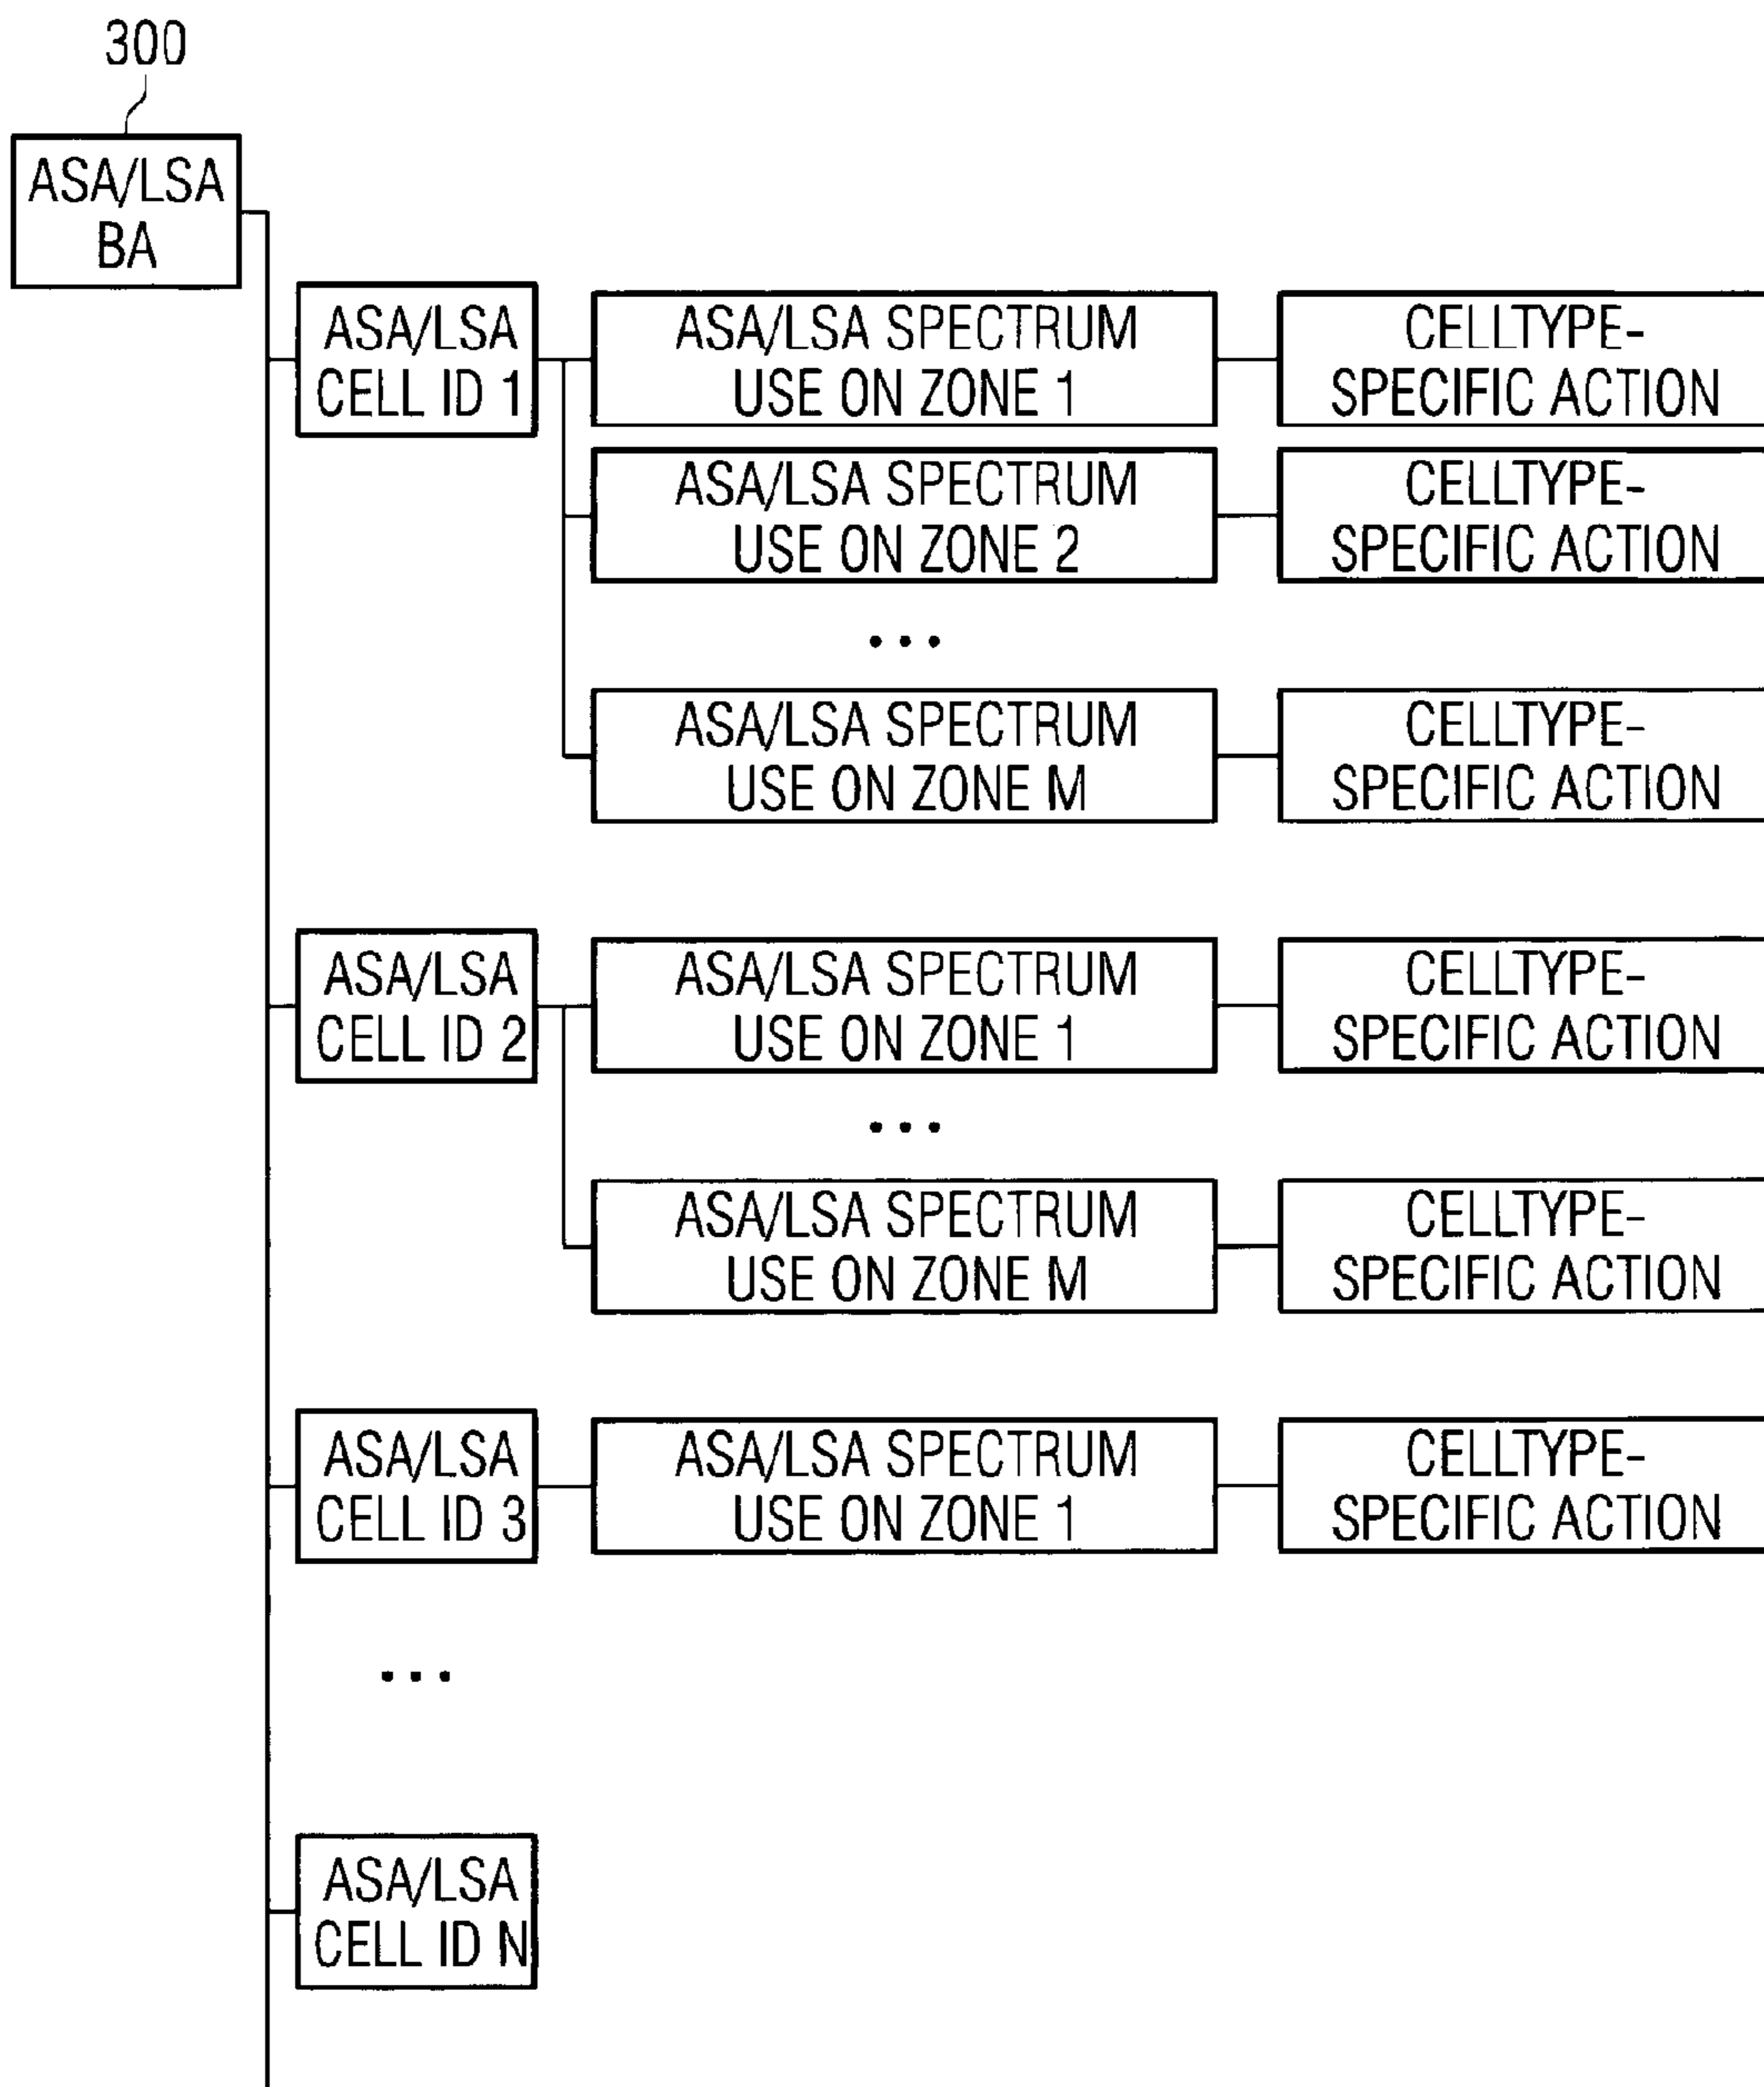 300
ASA/LSA
BA
ASA/LSA
CELL ID 1
ASA/LSA SPECTRUM
USE ON ZONE 1
CELLTYPE-
SPECIFIC ACTION
ASA/LSA SPECTRUM
USE ON ZONE 2
CELLTYPE-
SPECIFIC ACTION
...
ASA/LSA SPECTRUM
USE ON ZONE M
CELLTYPE-
SPECIFIC ACTION
ASA/LSA
CELL ID 2
ASA/LSA SPECTRUM
USE ON ZONE 1
CELLTYPE-
SPECIFIC ACTION
...
ASA/LSA SPECTRUM
USE ON ZONE M
CELLTYPE-
SPECIFIC ACTION
ASA/LSA
CELL ID 3
ASA/LSA SPECTRUM
USE ON ZONE 1
CELLTYPE-
SPECIFIC ACTION
...
ASA/LSA
CELL ID N